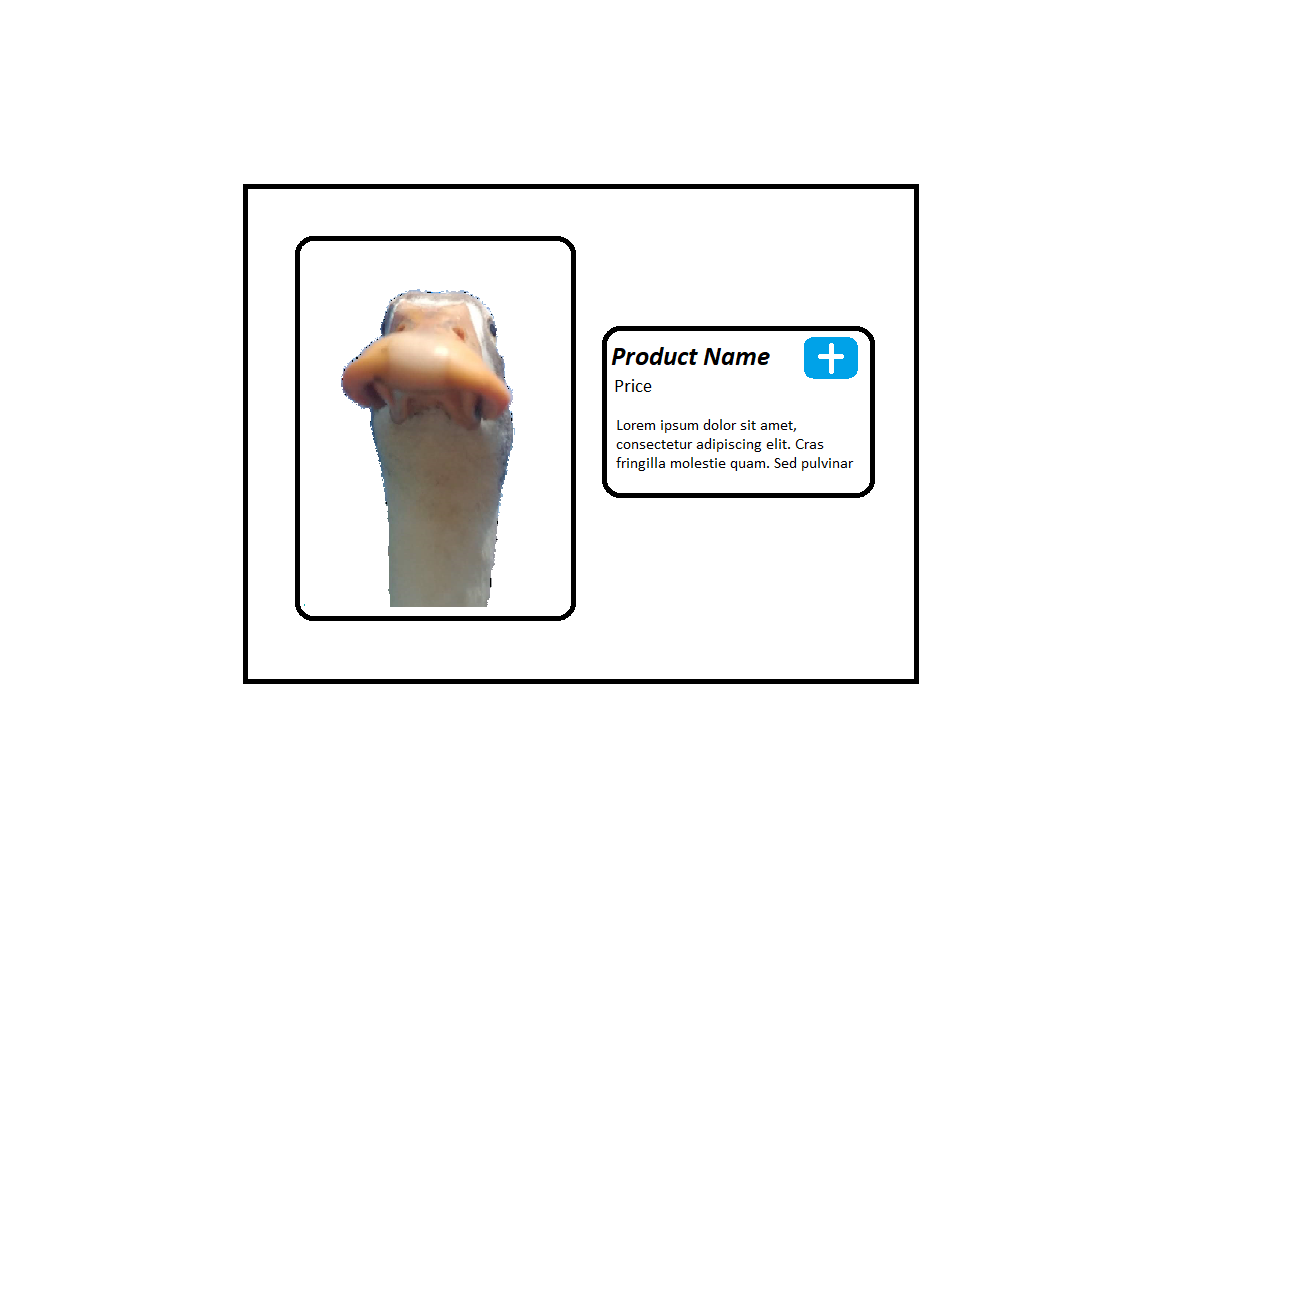 Product Name
Price
Lorem ipsum dolor sit amet,
consectetur adipiscing elit. Cras
fringilla molestie quam. Sed pulvinar